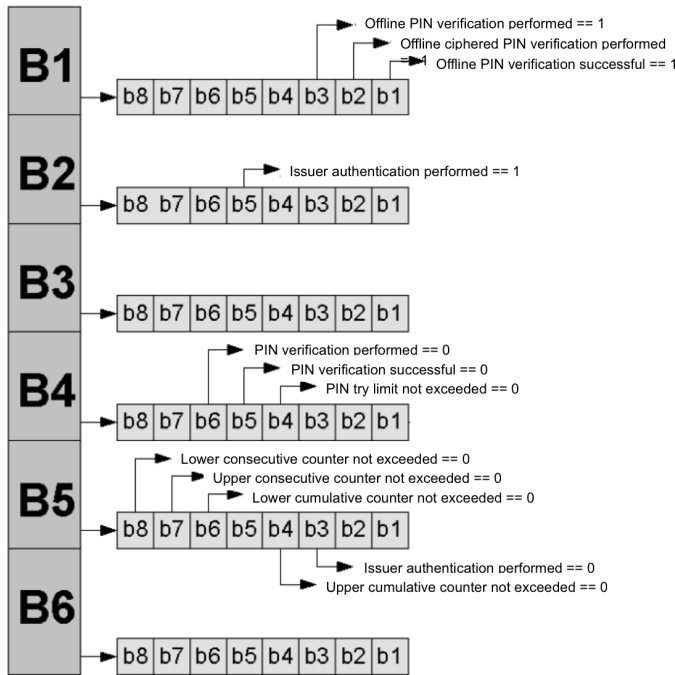 B1
Offline PIN verification performed == 1
Offline ciphered PIN verification performed
== 1
Offline PIN verification successful == 1
b8 b7 b6 b5 b4 b3 b2 b1
B2
Issuer authentication performed == 1
b8 b7 b6 b5 b4 b3 b2 b1
B3
b8 b7 b6 b5 b4 b3 b2 b1
B4
PIN verification performed == 0
PIN verification successful == 0
PIN try limit not exceeded == 0
b8 b7 b6 b5 b4 b3 b2 b1
B5
Lower consecutive counter not exceeded == 0
Upper consecutive counter not exceeded == 0
Lower cumulative counter not exceeded == 0
b8 b7 b6 b5 b4 b3 b2 b1
Issuer authentication performed == 0
Upper cumulative counter not exceeded == 0
B6
b8 b7 b6 b5 b4 b3 b2 b1